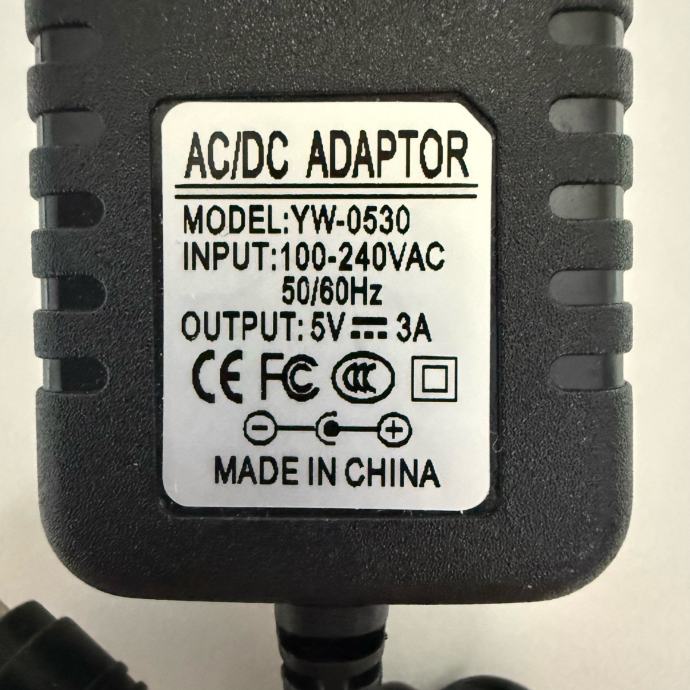 AC/DC ADAPTOR
MODEL:YW-0530
INPUT:100-240VAC
50/60Hz
OUTPUT: 5V ⎓ 3A
CE FC CCC
- +
MADE IN CHINA